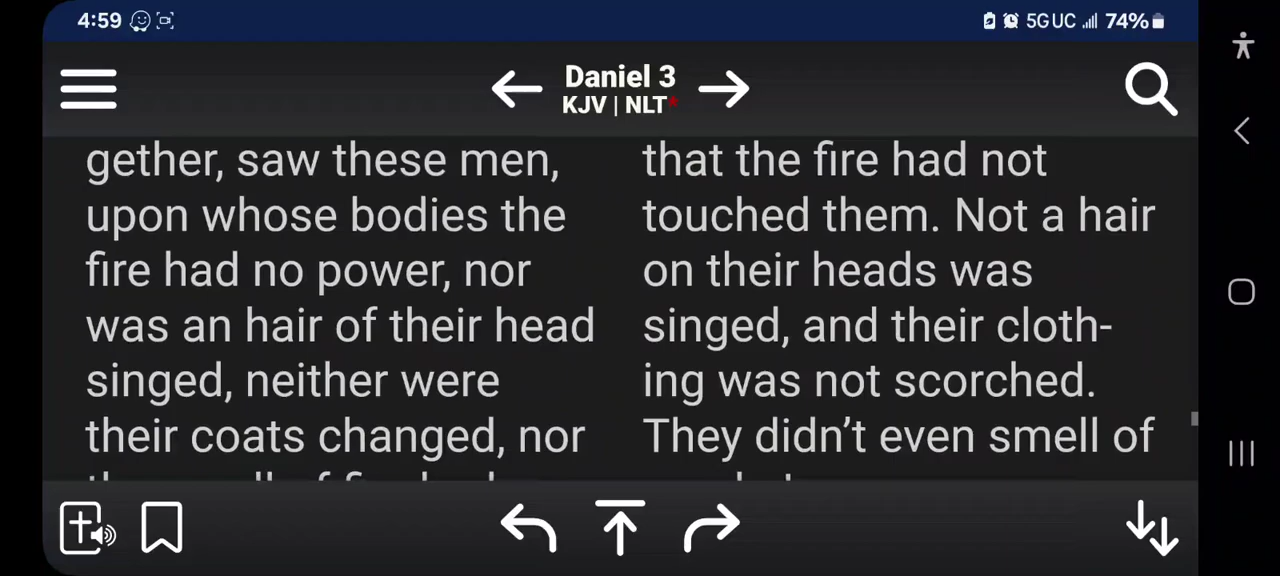 4:59
5G UC 74%
Daniel 3
KJV | NLT*
gether, saw these men,
upon whose bodies the
fire had no power, nor
was an hair of their head
singed, neither were
their coats changed, nor
that the fire had not
touched them. Not a hair
on their heads was
singed, and their cloth-
ing was not scorched.
They didn’t even smell of